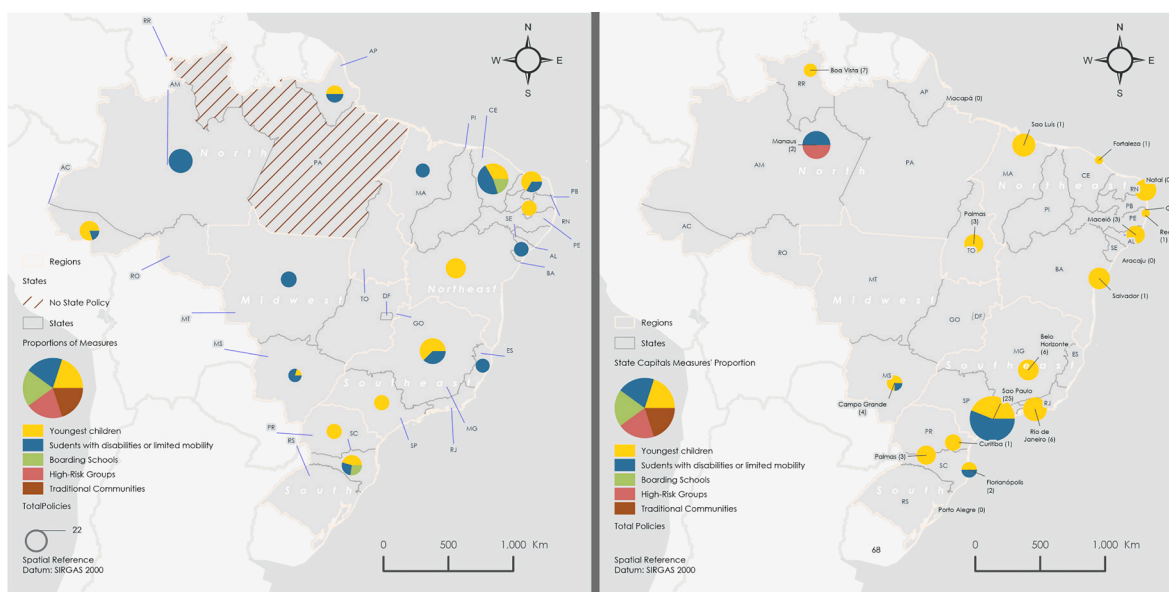 N
W
E
S
RR
AP
AM
PI
CE
North
PA
AC
MA
PB
RN
PE
SE
AL
BA
Regions
States
RO
No State Policy
States
Midwest
TO
DF
Northeast
GO
MT
Proportions of Measures
MS
ES
Southeast
MG
RJ
SP
PR
RS
SC
Youngest children
Sudents with disabilities or limited mobility
Boarding Schools
High-Risk Groups
Traditional Communities
TotalPolicies
South
22
0
500
1,000 Km
Spatial Reference
Datum: SIRGAS 2000
N
W
E
S
Boa Vista (7)
RR
AP
Macapá (0)
Sao Luis (1)
Fortaleza (1)
Manaus
(2)
AM
North
PA
MA
CE
Northeast
Natal (0
RN
PB
PI
PE
Maceió (3)
AL
Re
(1)
SE
Aracaju (0)
Palmas
(3)
TO
AC
RO
MT
BA
Salvador (1)
Midwest
GO
DF
Regions
States
Belo
Horizonte
(6)
MG
ES
Southeast
State Capitals Measures' Proportion
MS
Campo Grande
(4)
SP
Sao Paulo
(25)
RJ
Rio de
Janeiro (6)
PR
Curitiba (1)
Palmas (3)
SC
Florianópolis
(2)
South
RS
Porto Alegre (0)
Youngest children
Sudents with disabilities or limited mobility
Boarding Schools
High-Risk Groups
Traditional Communities
Total Policies
68
0
500
1,000 Km
Spatial Reference
Datum: SIRGAS 2000